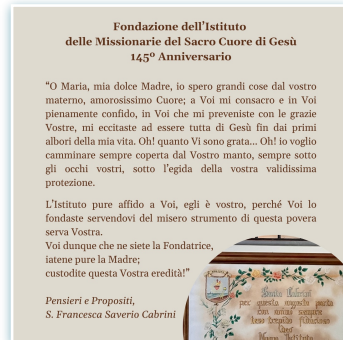 Fondazione dell'Istituto
delle Missionarie del Sacro Cuore di Gesù
145º Anniversario
"O Maria, mia dolce Madre, io spero grandi cose dal vostro
materno, amorosissimo Cuore; a Voi mi consacro e in Voi
pienamente confido, in Voi che mi preveniste con le grazie
Vostre, mi eccitaste ad essere tutta di Gesù fin dai primi
albori della mia vita. Oh! quanto Vi sono grata... Oh! io voglio
camminare sempre coperta dal Vostro manto, sempre sotto
gli occhi vostri, sotto l'egida della vostra validissima
protezione.
L'Istituto pure affido a Voi, egli è vostro, perché Voi lo
fondaste servendovi del misero strumento di questa povera
serva Vostra.
Voi dunque che ne siete la Fondatrice,
iatene pure la Madre;
custodite questa Vostra eredità!"
Pensieri e Propositi,
S. Francesca Saverio Cabrini
Cabrini
per questa